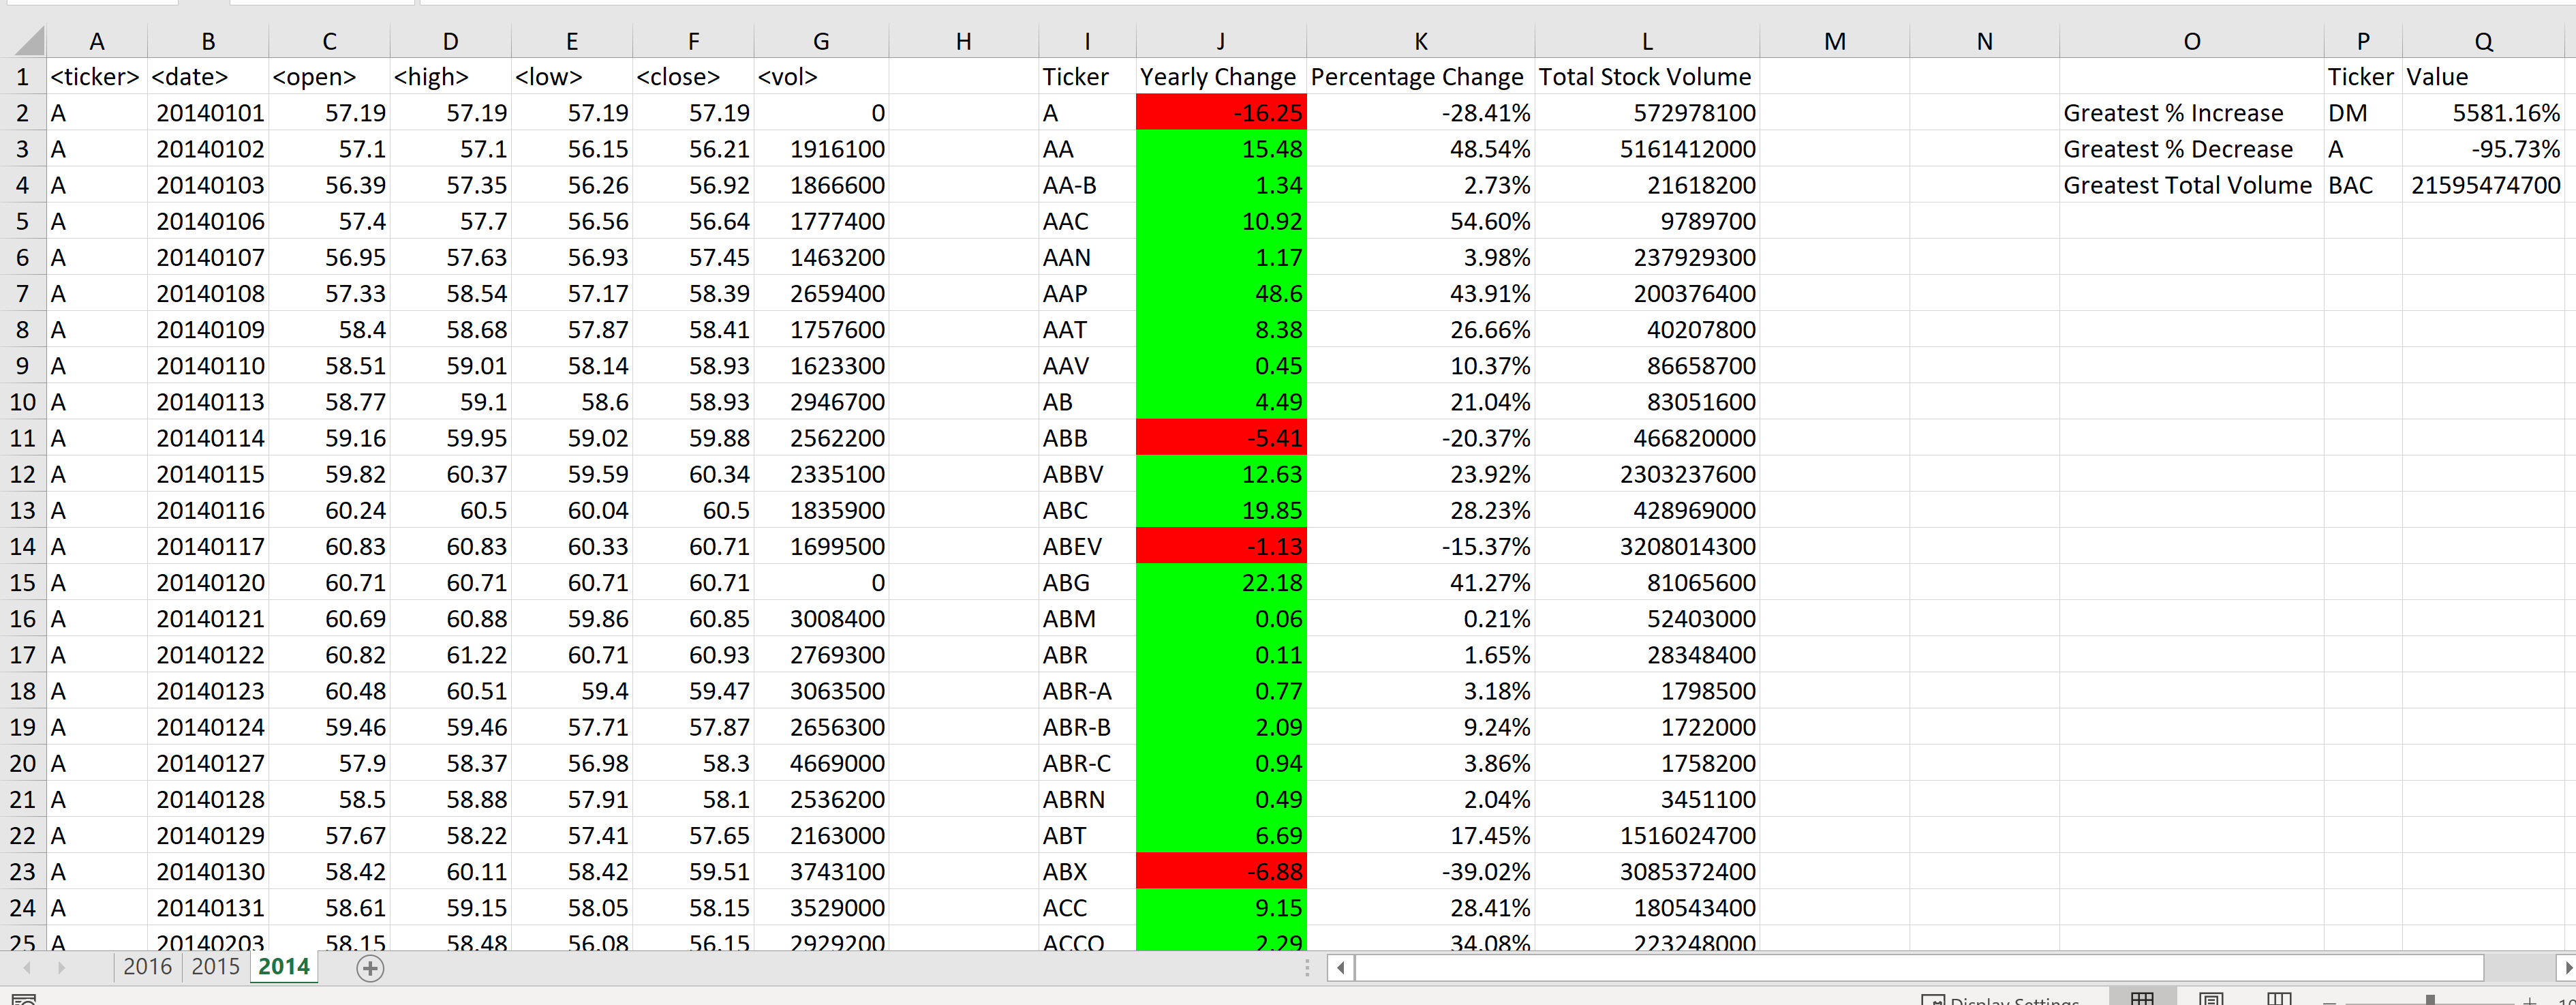 A B C D E F G H I J K L M N O P Q
1 <ticker> <date> <open> <high> <low> <close> <vol> Ticker Yearly Change Percentage Change Total Stock Volume Ticker Value
2 A 20140101 57.19 57.19 57.19 57.19 0 A -16.25 -28.41% 572978100 Greatest % Increase DM 5581.16%
3 A 20140102 57.1 57.1 56.15 56.21 1916100 AA 15.48 48.54% 5161412000 Greatest % Decrease A -95.73%
4 A 20140103 56.39 57.35 56.26 56.92 1866600 AA-B 1.34 2.73% 21618200 Greatest Total Volume BAC 21595474700
5 A 20140106 57.4 57.7 56.56 56.64 1777400 AAC 10.92 54.60% 9789700
6 A 20140107 56.95 57.63 56.93 57.45 1463200 AAN 1.17 3.98% 237929300
7 A 20140108 57.33 58.54 57.17 58.39 2659400 AAP 48.6 43.91% 200376400
8 A 20140109 58.4 58.68 57.87 58.41 1757600 AAT 8.38 26.66% 40207800
9 A 20140110 58.51 59.01 58.14 58.93 1623300 AAV 0.45 10.37% 86658700
10 A 20140113 58.77 59.1 58.6 58.93 2946700 AB 4.49 21.04% 83051600
11 A 20140114 59.16 59.95 59.02 59.88 2562200 ABB -5.41 -20.37% 466820000
12 A 20140115 59.82 60.37 59.59 60.34 2335100 ABBV 12.63 23.92% 2303237600
13 A 20140116 60.24 60.5 60.04 60.5 1835900 ABC 19.85 28.23% 428969000
14 A 20140117 60.83 60.83 60.33 60.71 1699500 ABEV -1.13 -15.37% 3208014300
15 A 20140120 60.71 60.71 60.71 60.71 0 ABG 22.18 41.27% 81065600
16 A 20140121 60.69 60.88 59.86 60.85 3008400 ABM 0.06 0.21% 52403000
17 A 20140122 60.82 61.22 60.71 60.93 2769300 ABR 0.11 1.65% 28348400
18 A 20140123 60.48 60.51 59.4 59.47 3063500 ABR-A 0.77 3.18% 1798500
19 A 20140124 59.46 59.46 57.71 57.87 2656300 ABR-B 2.09 9.24% 1722000
20 A 20140127 57.9 58.37 56.98 58.3 4669000 ABR-C 0.94 3.86% 1758200
21 A 20140128 58.5 58.88 57.91 58.1 2536200 ABRN 0.49 2.04% 3451100
22 A 20140129 57.67 58.22 57.41 57.65 2163000 ABT 6.69 17.45% 1516024700
23 A 20140130 58.42 60.11 58.42 59.51 3743100 ABX -6.88 -39.02% 3085372400
24 A 20140131 58.61 59.15 58.05 58.15 3529000 ACC 9.15 28.41% 180543400
25 A 20140203 58.15 58.48 56.08 56.15 2929200 ACCO 2.29 34.08% 223248000
2016 2015 2014
Display Settings